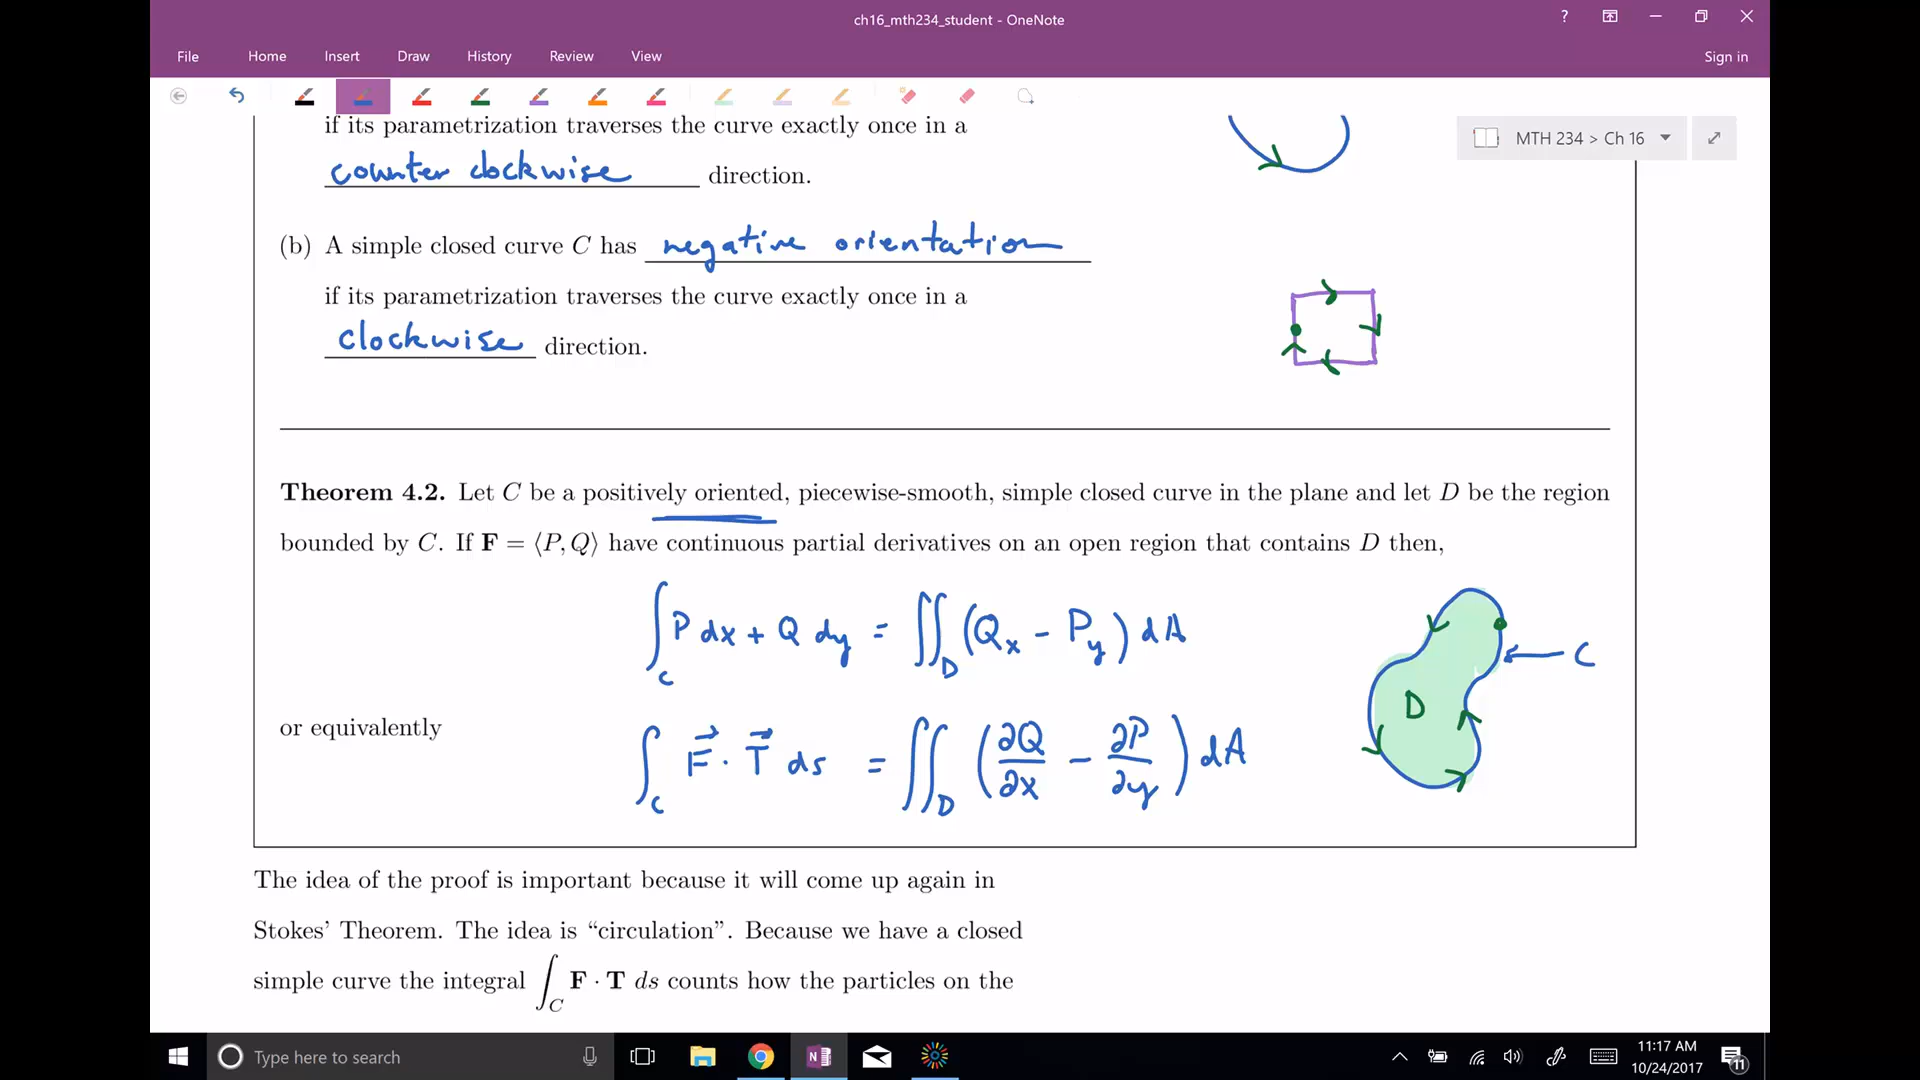 ch16_mth234_student - OneNote
?
File Home Insert Draw History Review View Sign in
MTH 234 > Ch 16
if its parametrization traverses the curve exactly once in a
counter clockwise direction.
(b) A simple closed curve C has negative orientation
if its parametrization traverses the curve exactly once in a
clockwise direction.
Theorem 4.2. Let C be a positively oriented, piecewise-smooth, simple closed curve in the plane and let D be the region
bounded by C. If F = ⟨P, Q⟩ have continuous partial derivatives on an open region that contains D then,
∫_C P dx + Q dy = ∬_D (Q_x - P_y) dA
C
D
or equivalently
∫_C F⃗ · T⃗ ds = ∬_D (∂Q/∂x - ∂P/∂y) dA
The idea of the proof is important because it will come up again in
Stokes' Theorem. The idea is “circulation”. Because we have a closed
simple curve the integral ∫_C F · T ds counts how the particles on the
Type here to search
11:17 AM
10/24/2017
11